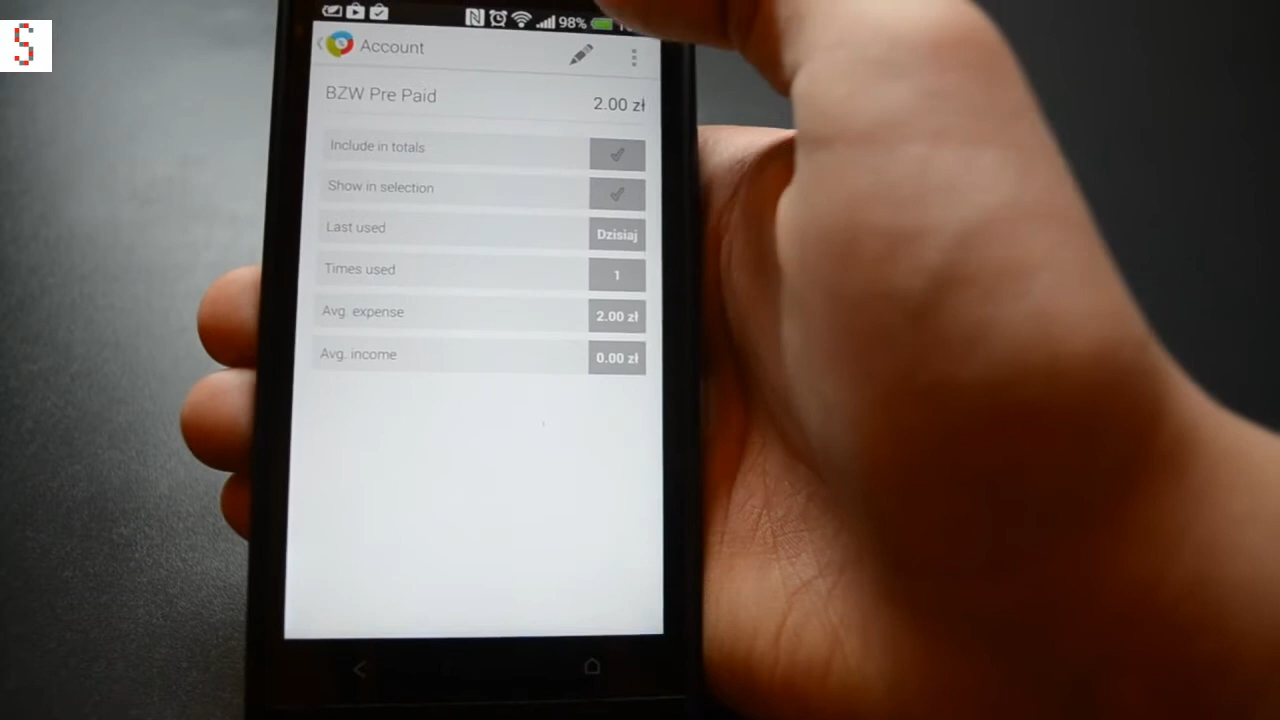 S
98%
Account
BZW Pre Paid
2.00 zł
Include in totals
Show in selection
Last used
Dzisiaj
Times used
1
Avg. expense
2.00 zł
Avg. income
0.00 zł